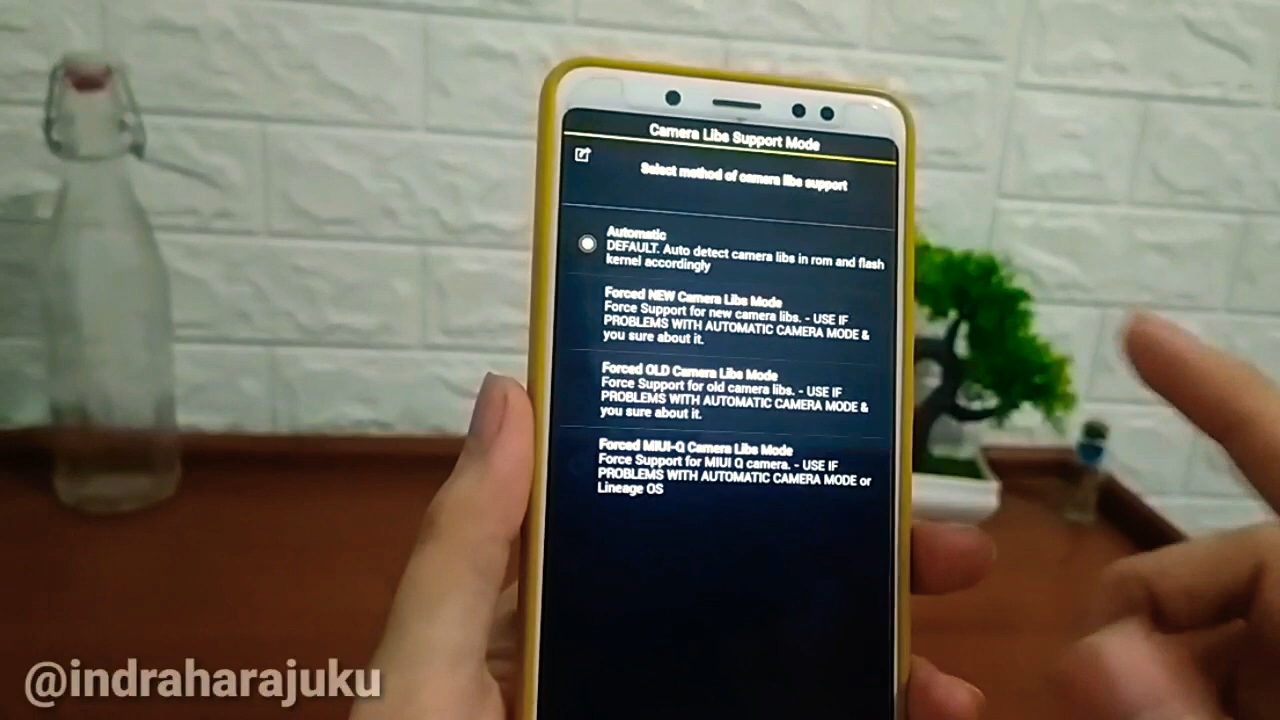 Camera Libs Support Mode
Select method of camera libs support
Automatic
DEFAULT. Auto detect camera libs in rom and flash
kernel accordingly
Forced NEW Camera Libs Mode
Force Support for new camera libs. - USE IF
PROBLEMS WITH AUTOMATIC CAMERA MODE &
you sure about it.
Forced OLD Camera Libs Mode
Force Support for old camera libs. - USE IF
PROBLEMS WITH AUTOMATIC CAMERA MODE &
you sure about it.
Forced MIUI-Q Camera Libs Mode
Force Support for MIUI Q camera. - USE IF
PROBLEMS WITH AUTOMATIC CAMERA MODE or
Lineage OS
@indraharajuku